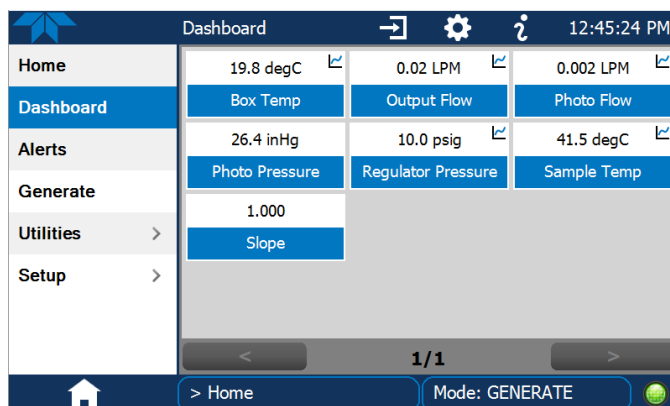 Dashboard
12:45:24 PM
Home
Dashboard
Alerts
Generate
Utilities >
Setup >
19.8 degC
0.02 LPM
0.002 LPM
Box Temp
Output Flow
Photo Flow
26.4 inHg
10.0 psig
41.5 degC
Photo Pressure
Regulator Pressure
Sample Temp
1.000
Slope
< 1/1 >
> Home
Mode: GENERATE